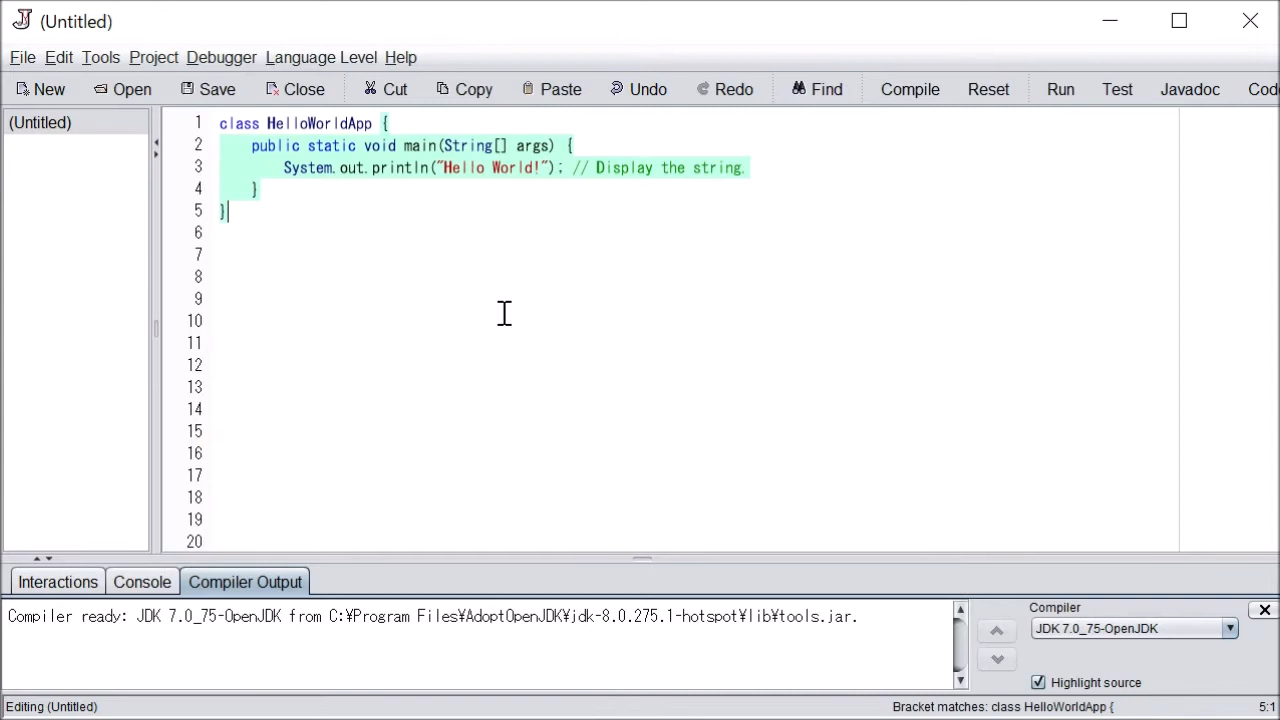 (Untitled)
File Edit Tools Project Debugger Language Level Help
New Open Save Close Cut Copy Paste Undo Redo Find Compile Reset Run Test Javadoc
(Untitled)
1 class HelloWorldApp {
2 public static void main(String[] args) {
3 System.out.println("Hello World!"); // Display the string.
4 }
5 }
6
7
8
9
10
11
12
13
14
15
16
17
18
19
20
Interactions Console Compiler Output
Compiler ready: JDK 7.0_75-OpenJDK from C:¥Program Files¥AdoptOpenJDK¥jdk-8.0.275.1-hotspot¥lib¥tools.jar.
Compiler
JDK 7.0_75-OpenJDK
Highlight source
Editing (Untitled) Bracket matches: class HelloWorldApp { 5:1